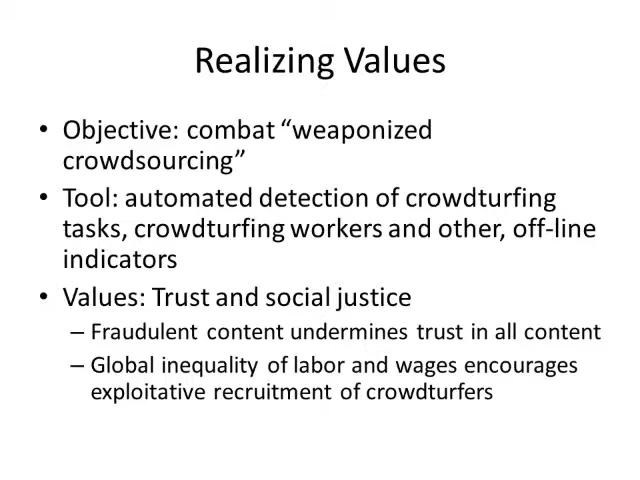 Realizing Values
• Objective: combat “weaponized
crowdsourcing”
• Tool: automated detection of crowdturfing
tasks, crowdturfing workers and other, off-line
indicators
• Values: Trust and social justice
– Fraudulent content undermines trust in all content
– Global inequality of labor and wages encourages
exploitative recruitment of crowdturfers